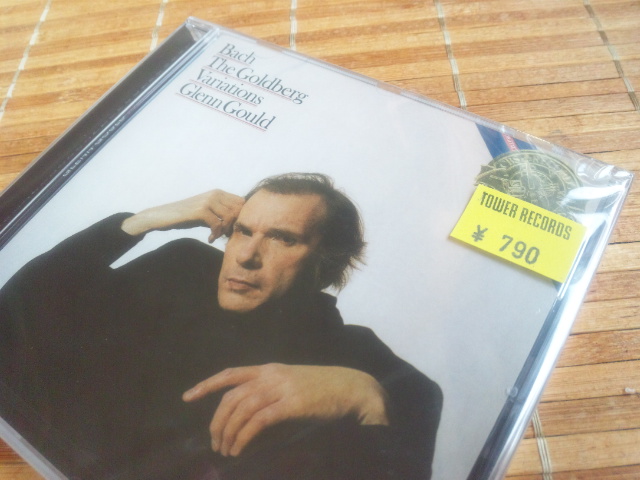 Bach
The Goldberg
Variations
Glenn Gould
TOWER RECORDS
¥ 790